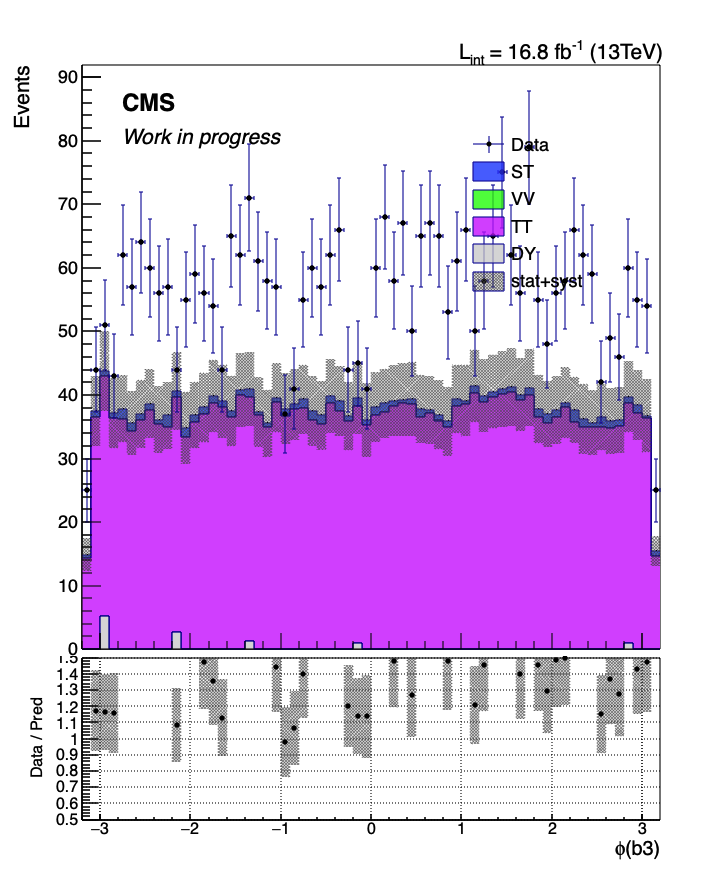 L_int = 16.8 fb^-1 (13TeV)
Events
90
80
70
60
50
40
30
20
10
0
CMS
Work in progress
Data
ST
VV
TT
DY
stat+syst
Data / Pred
1.5
1.4
1.3
1.2
1.1
1
0.9
0.8
0.7
0.6
0.5
−3 −2 −1 0 1 2 3
ϕ(b3)